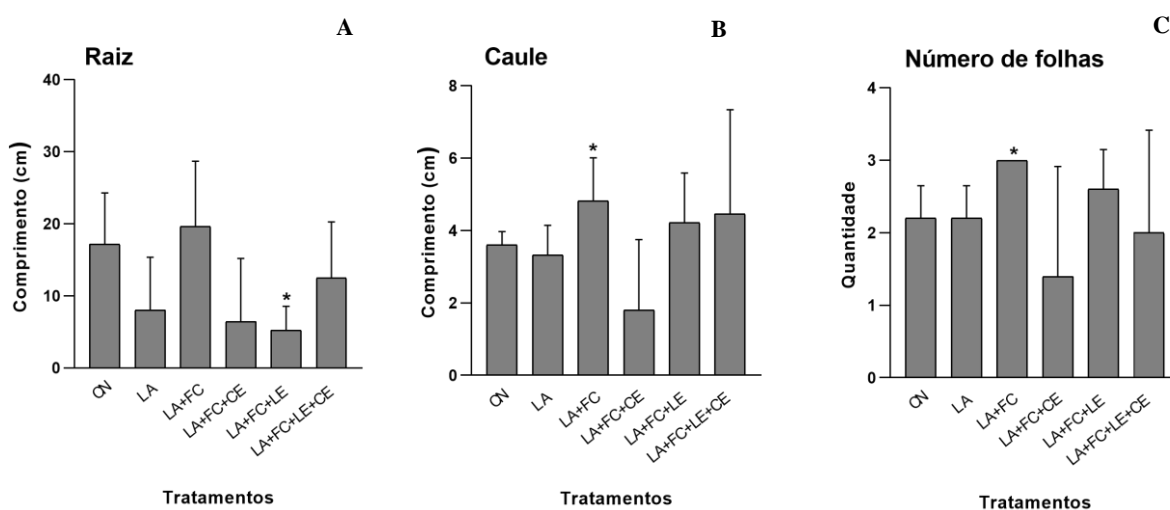 A
Raiz
Comprimento (cm)
40
30
20
10
0
*
CN
LA
LA+FC
LA+FC+CE
LA+FC+LE
LA+FC+LE+CE
Tratamentos
B
Caule
Comprimento (cm)
8
6
4
2
0
*
CN
LA
LA+FC
LA+FC+CE
LA+FC+LE
LA+FC+LE+CE
Tratamentos
C
Número de folhas
Quantidade
4
3
2
1
0
*
CN
LA
LA+FC
LA+FC+CE
LA+FC+LE
LA+FC+LE+CE
Tratamentos